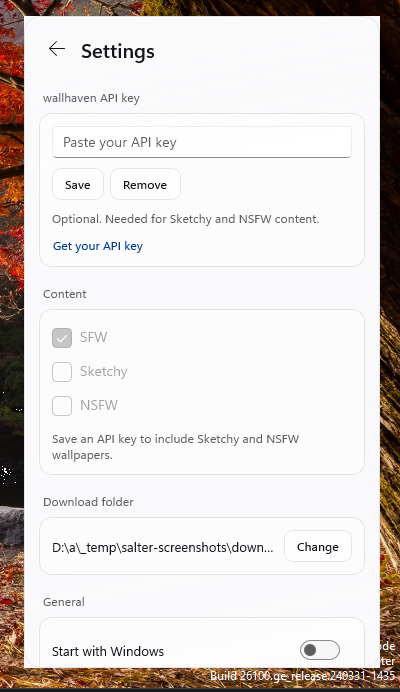 Settings
wallhaven API key
Paste your API key
Save
Remove
Optional. Needed for Sketchy and NSFW content.
Get your API key
Content
SFW
Sketchy
NSFW
Save an API key to include Sketchy and NSFW
wallpapers.
Download folder
D:\a\_temp\salter-screenshots\down...
Change
General
Start with Windows
Build 26100.ge_release.240331-1435